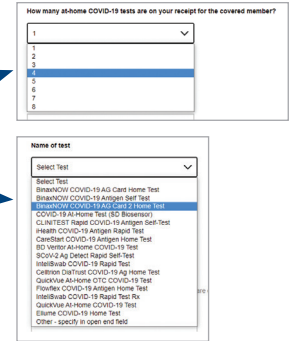 How many at-home COVID-19 tests are on your receipt for the covered member?
1
1
2
3
4
5
6
7
8
Name of test
Select Test
Select Test
BinaxNOW COVID-19 AG Card Home Test
BinaxNOW COVID-19 Antigen Self Test
BinaxNOW COVID-19 AG Card 2 Home Test
COVID-19 At-Home Test (SD Biosensor)
CLINITEST Rapid COVID-19 Antigen Self-Test
iHealth COVID-19 Antigen Rapid Test
CareStart COVID-19 Antigen Home Test
BD Veritor At-Home COVID-19 Test
SCoV-2 Ag Detect Rapid Self-Test
InteliSwab COVID-19 Rapid Test
Celltrion DiaTrust COVID-19 Ag Home Test
QuickVue At-Home OTC COVID-19 Test
Flowflex COVID-19 Antigen Home Test
InteliSwab COVID-19 Rapid Test Rx
QuickVue At-Home COVID-19 Test
Ellume COVID-19 Home Test
Other - specify in open end field